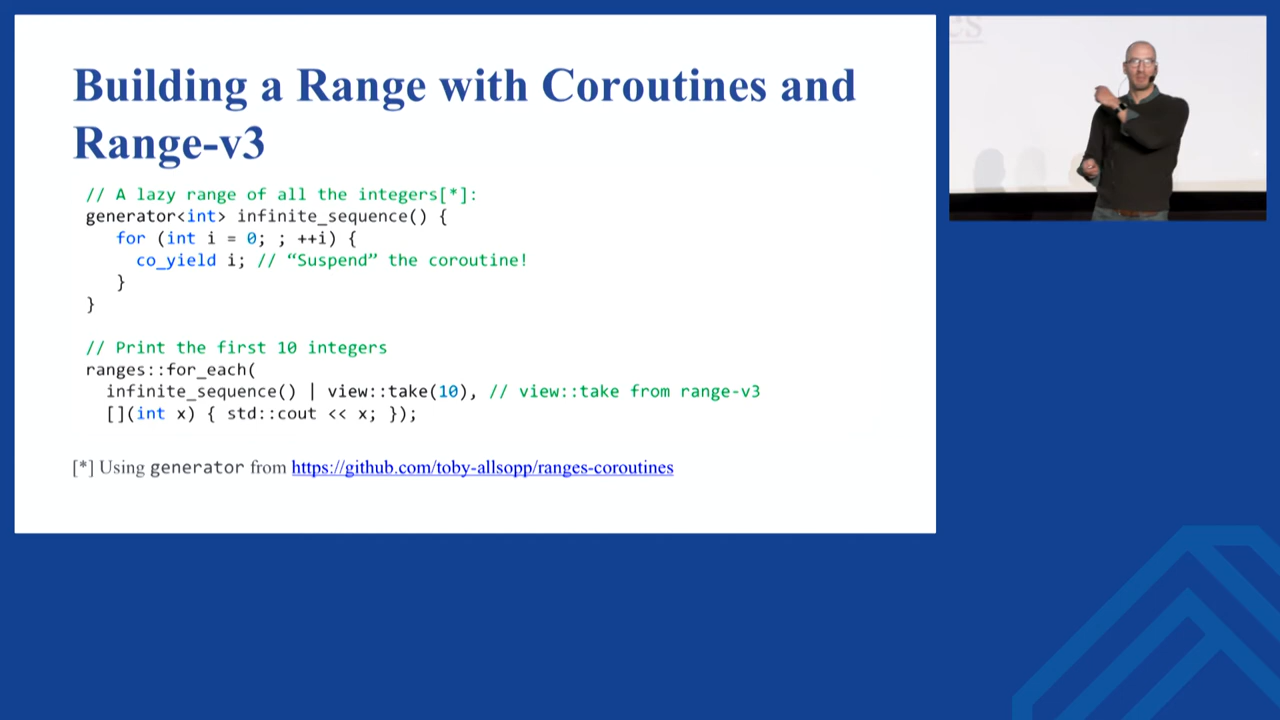 Building a Range with Coroutines and
Range-v3
// A lazy range of all the integers[*]:
generator<int> infinite_sequence() {
for (int i = 0; ; ++i) {
co_yield i; // “Suspend” the coroutine!
}
}
// Print the first 10 integers
ranges::for_each(
infinite_sequence() | view::take(10), // view::take from range-v3
[](int x) { std::cout << x; });
[*] Using generator from https://github.com/toby-allsopp/ranges-coroutines